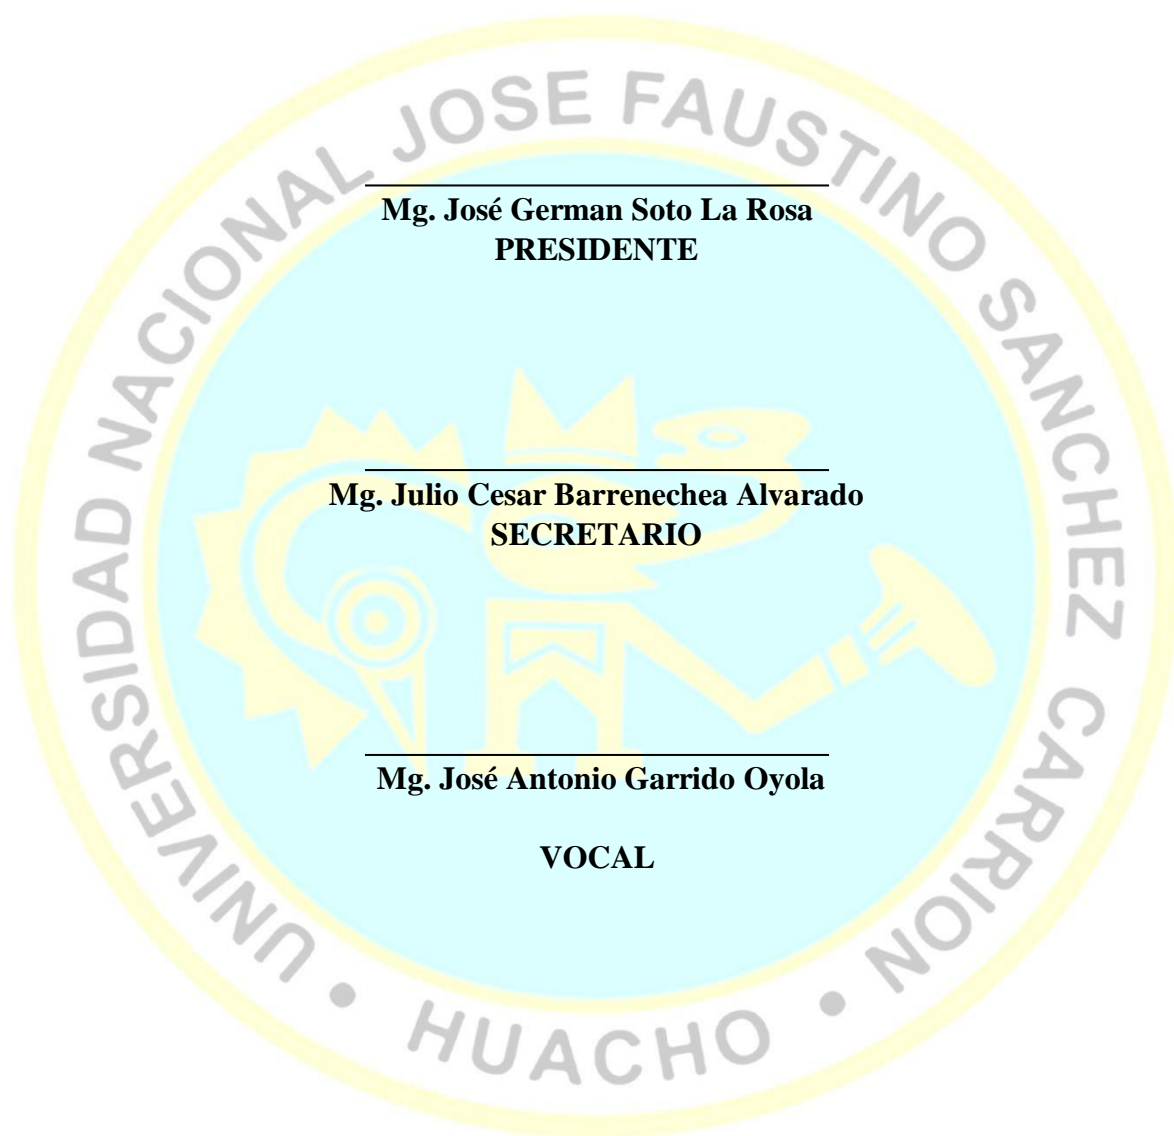 UNIVERSIDAD NACIONAL JOSE FAUSTINO SANCHEZ CARRION
• HUACHO •
Mg. José German Soto La Rosa
PRESIDENTE
Mg. Julio Cesar Barrenechea Alvarado
SECRETARIO
Mg. José Antonio Garrido Oyola
VOCAL